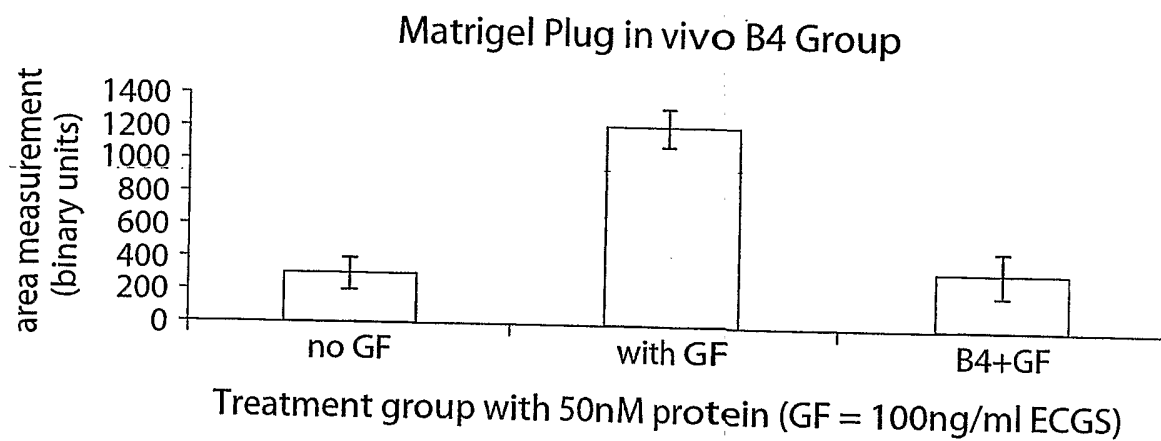 Matrigel Plug in vivo B4 Group
area measurement
(binary units)
1400
1200
1000
800
600
400
200
0
no GF
with GF
B4+GF
Treatment group with 50nM protein (GF = 100ng/ml ECGS)